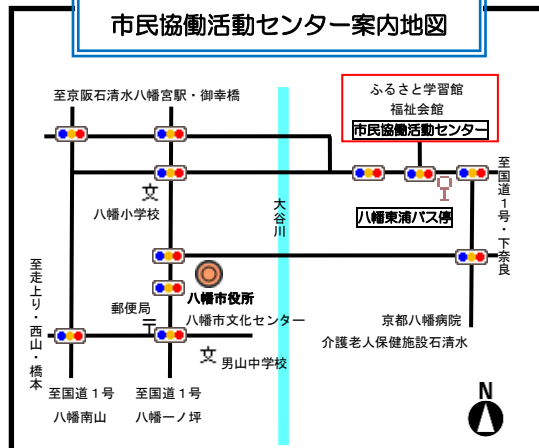 市民協働活動センター案内地図
至京阪石清水八幡宮駅・御幸橋
ふるさと学習館
福祉会館
市民協働活動センター
至国道1号・下奈良
文
八幡小学校
大谷川
八幡東浦バス停
至走上り・西山・橋本
八幡市役所
郵便局
〒
八幡市文化センター
京都八幡病院
介護老人保健施設石清水
文
男山中学校
至国道1号
八幡南山
至国道1号
八幡一ノ坪
N